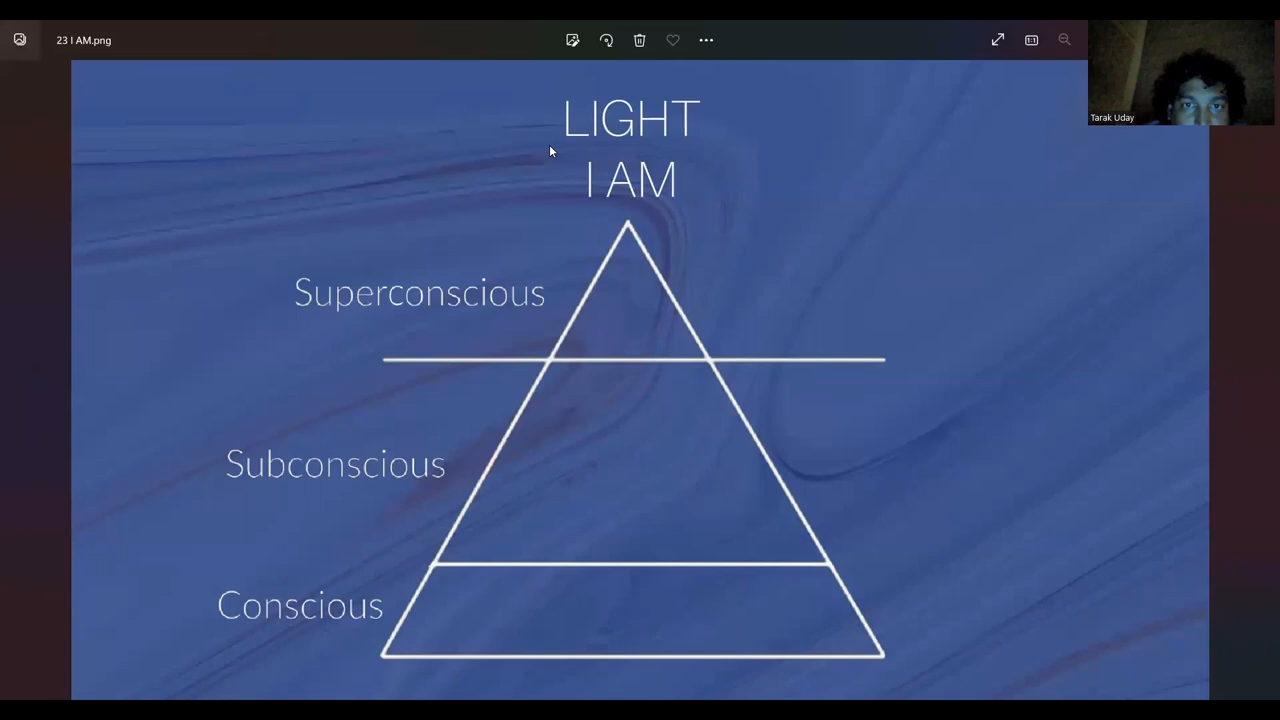 23 I AM.png
Tarak Uday
LIGHT
I AM
Superconscious
Subconscious
Conscious